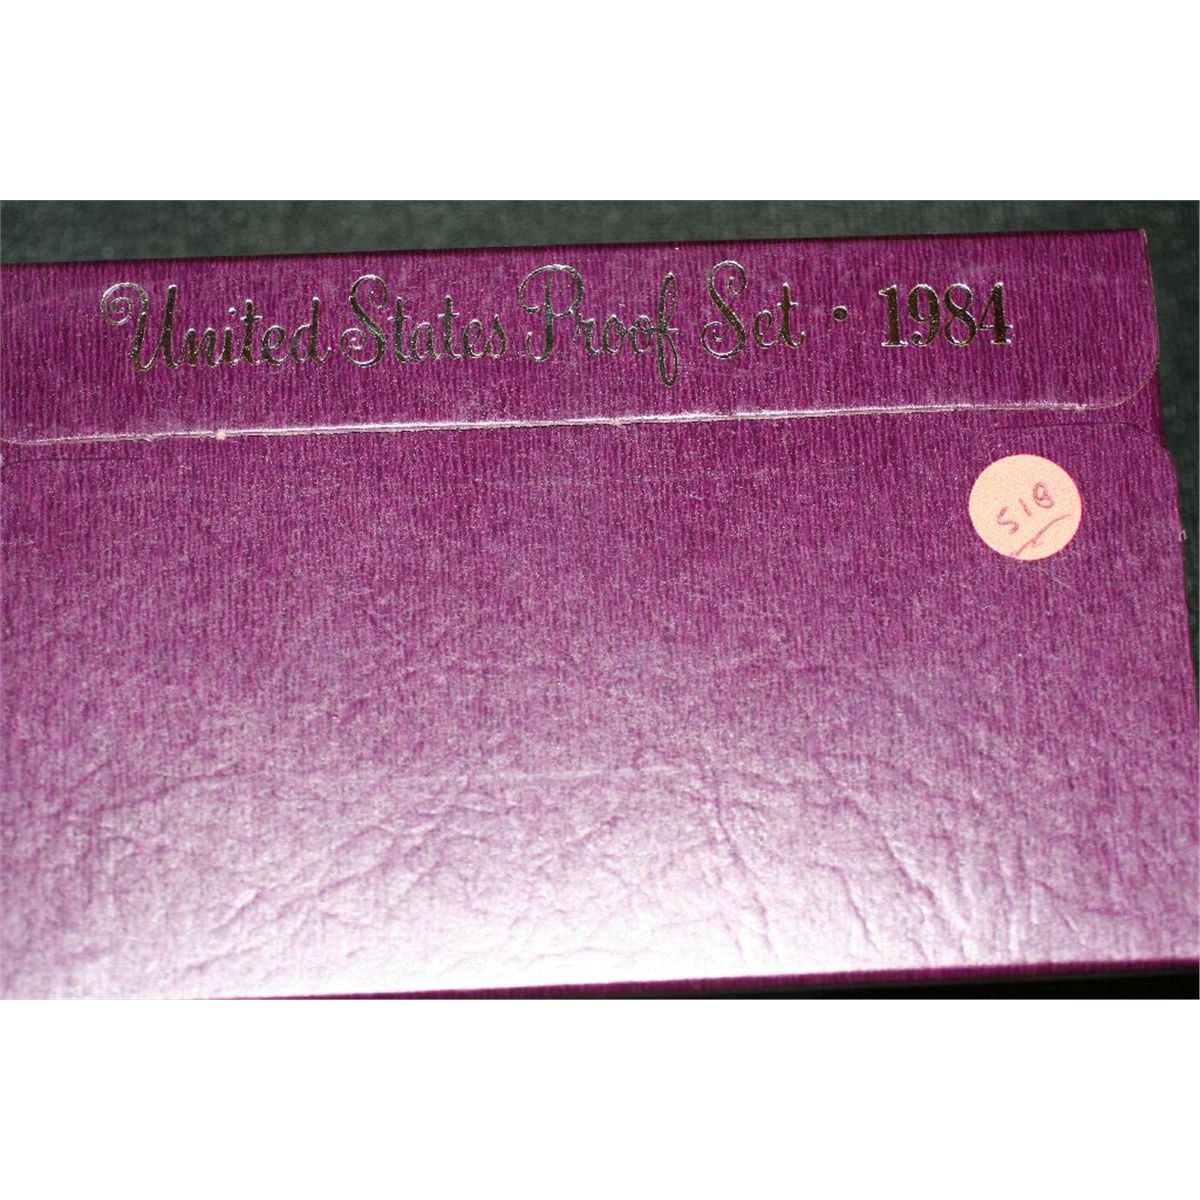 United States Proof Set · 1984
518